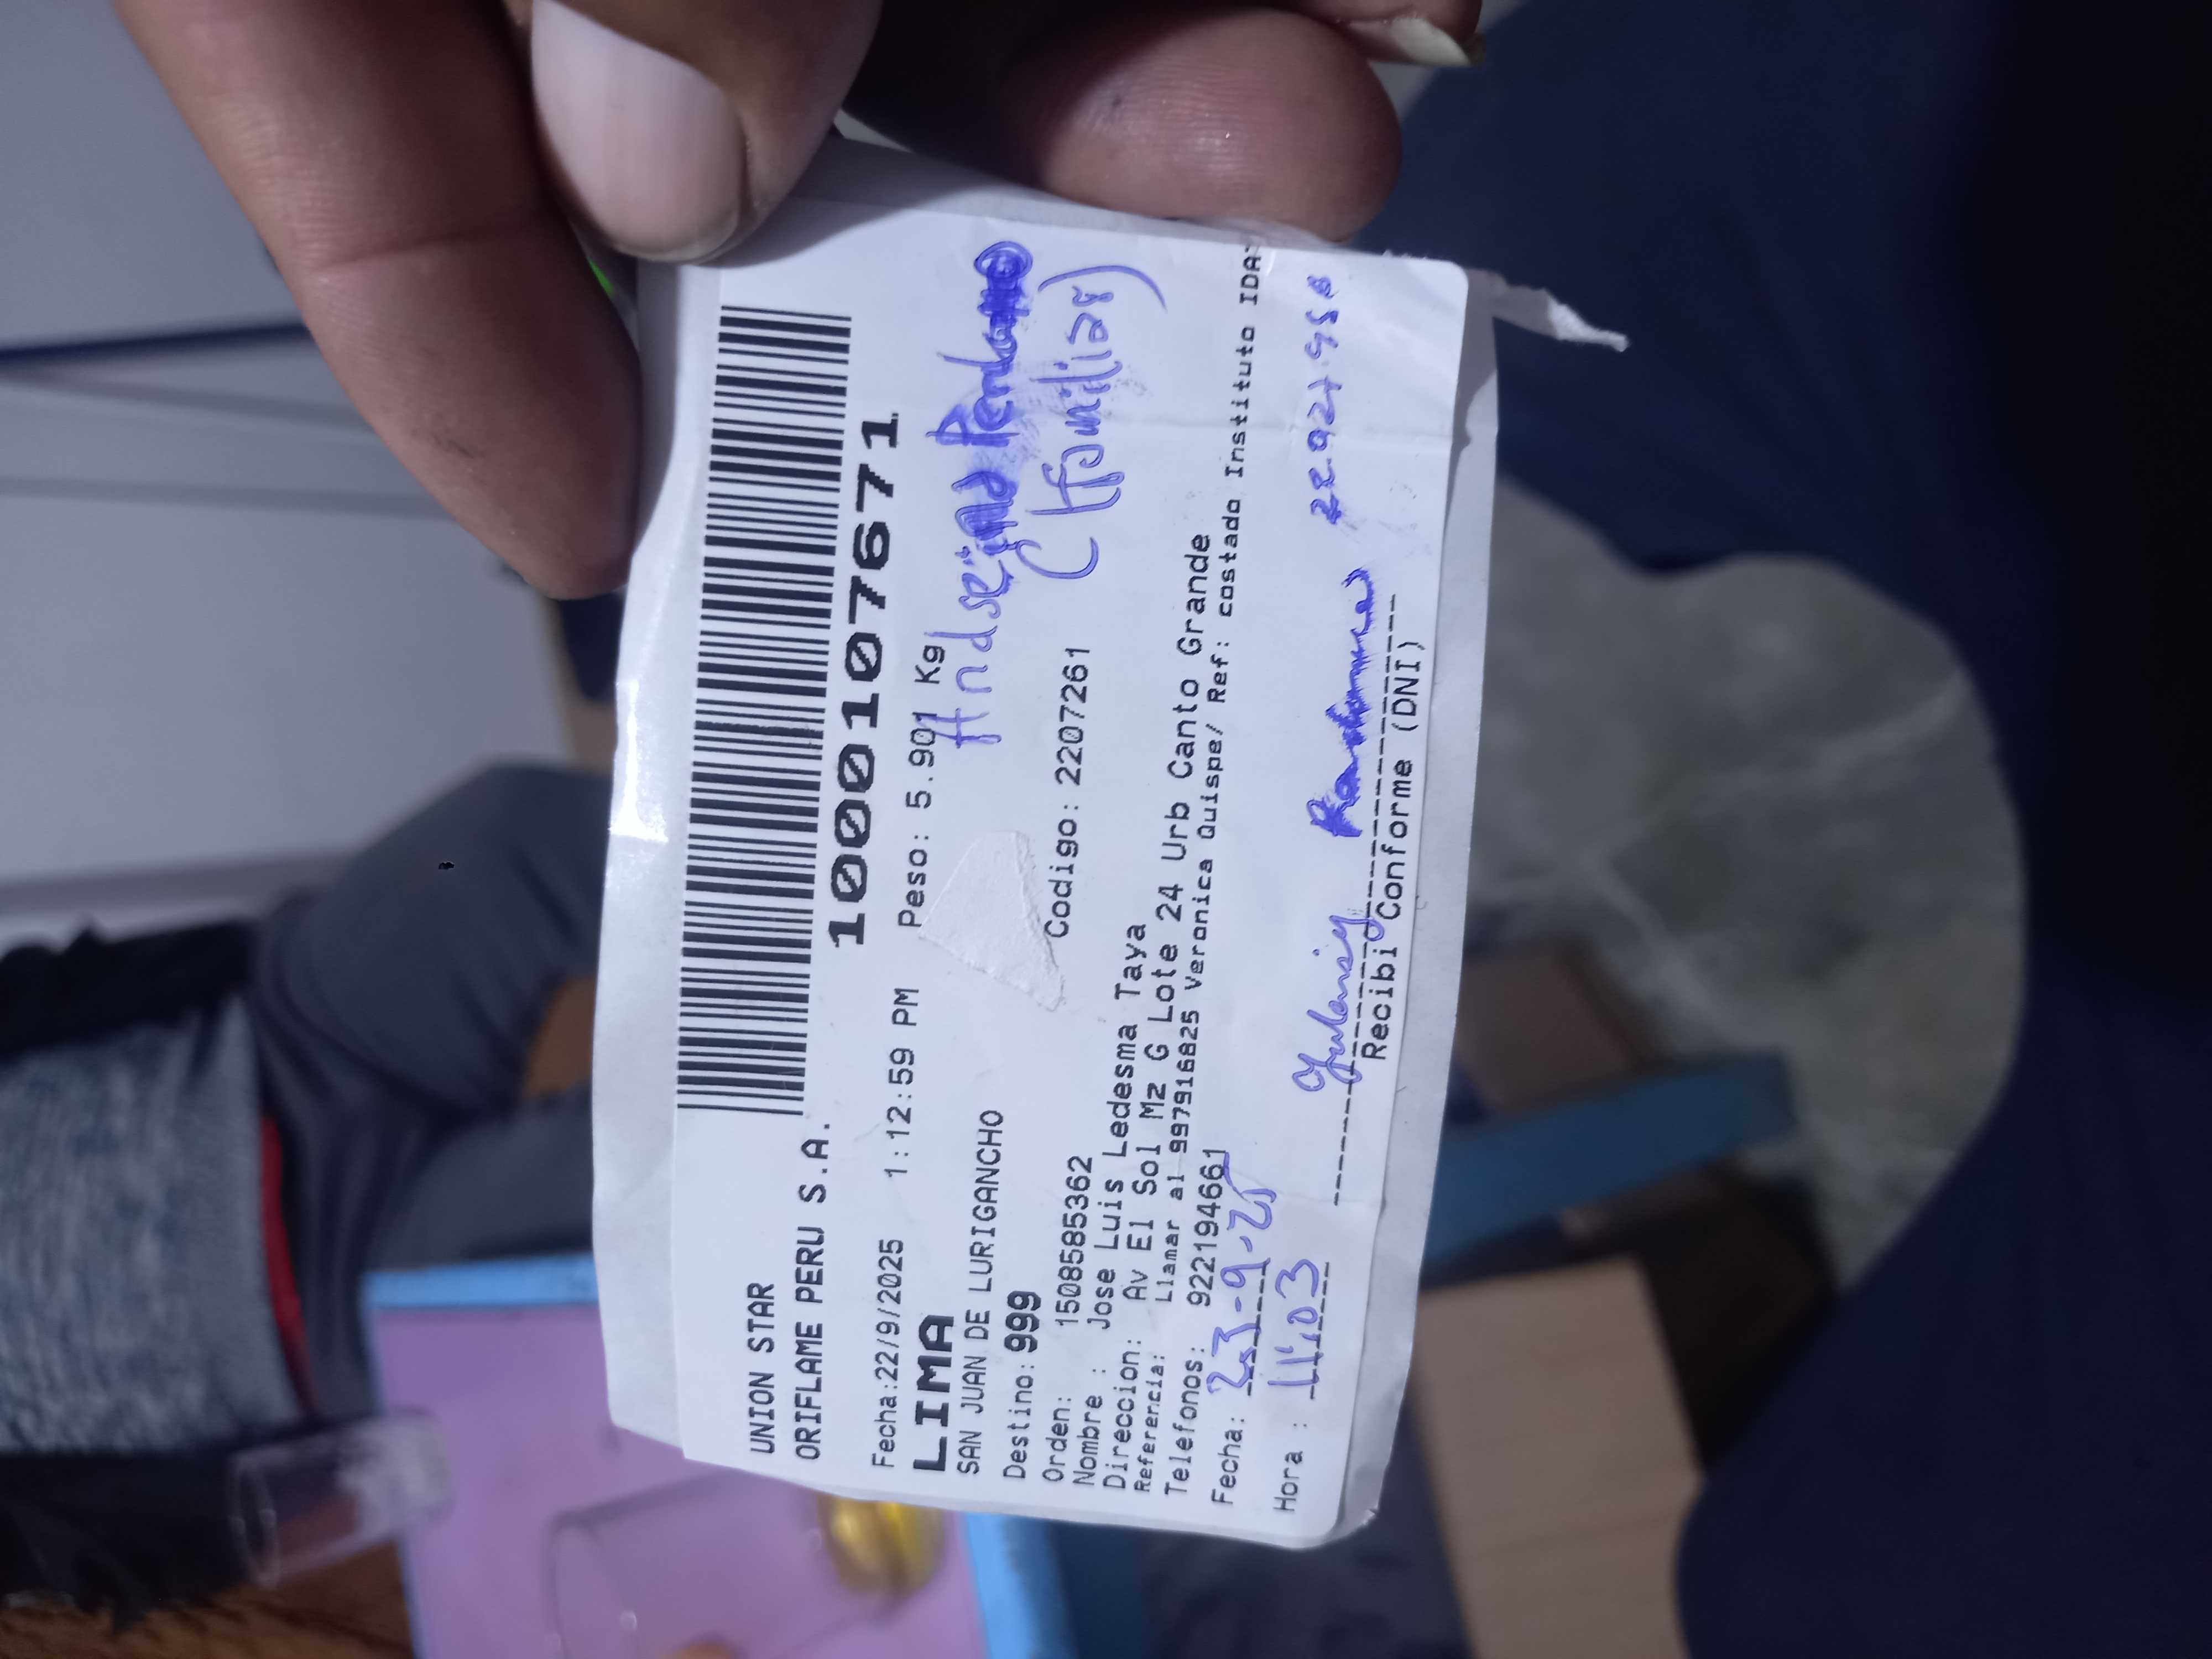 UNION STAR
ORIFLAME PERU S.A.
1000107671
Fecha:22/9/2025 1:12:59 PM Peso: 5.901 Kg
LIMA
SAN JUAN DE LURIGANCHO
(familiar)
Destino: 999
Orden: 1508585362 Codigo: 2207261
Nombre : Jose Luis Ledesma Taya
Direccion: Av El Sol Mz G Lote 24 Urb Canto Grande
Referencia: Llamar al 997916825 Veronica Quispe/ Ref: costado Instituto IDAT
Telefonos: 922194661
Fecha: 23-9-25
Hora : 11:03
Recibi Conforme (DNI)